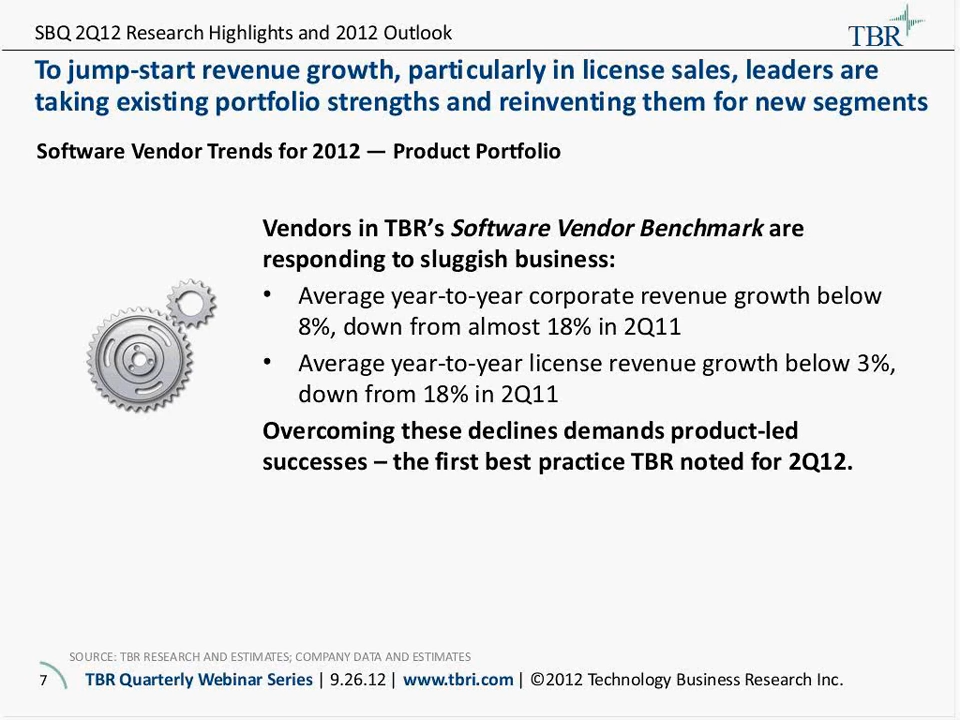 SBQ 2Q12 Research Highlights and 2012 Outlook
TBR
To jump-start revenue growth, particularly in license sales, leaders are
taking existing portfolio strengths and reinventing them for new segments
Software Vendor Trends for 2012 — Product Portfolio
Vendors in TBR’s Software Vendor Benchmark are
responding to sluggish business:
• Average year-to-year corporate revenue growth below
8%, down from almost 18% in 2Q11
• Average year-to-year license revenue growth below 3%,
down from 18% in 2Q11
Overcoming these declines demands product-led
successes – the first best practice TBR noted for 2Q12.
SOURCE: TBR RESEARCH AND ESTIMATES; COMPANY DATA AND ESTIMATES
7 TBR Quarterly Webinar Series | 9.26.12 | www.tbri.com | ©2012 Technology Business Research Inc.